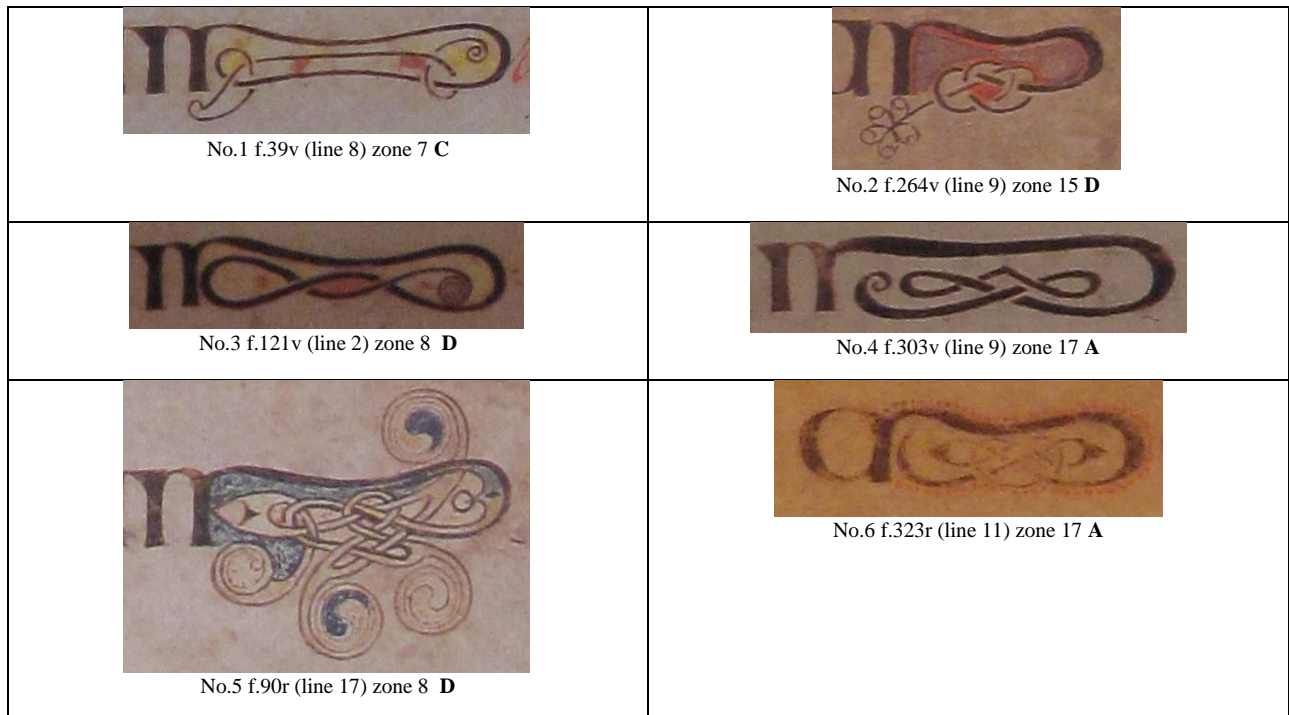 No.1 f.39v (line 8) zone 7 C
No.2 f.264v (line 9) zone 15 D
No.3 f.121v (line 2) zone 8 D
No.4 f.303v (line 9) zone 17 A
No.5 f.90r (line 17) zone 8 D
No.6 f.323r (line 11) zone 17 A